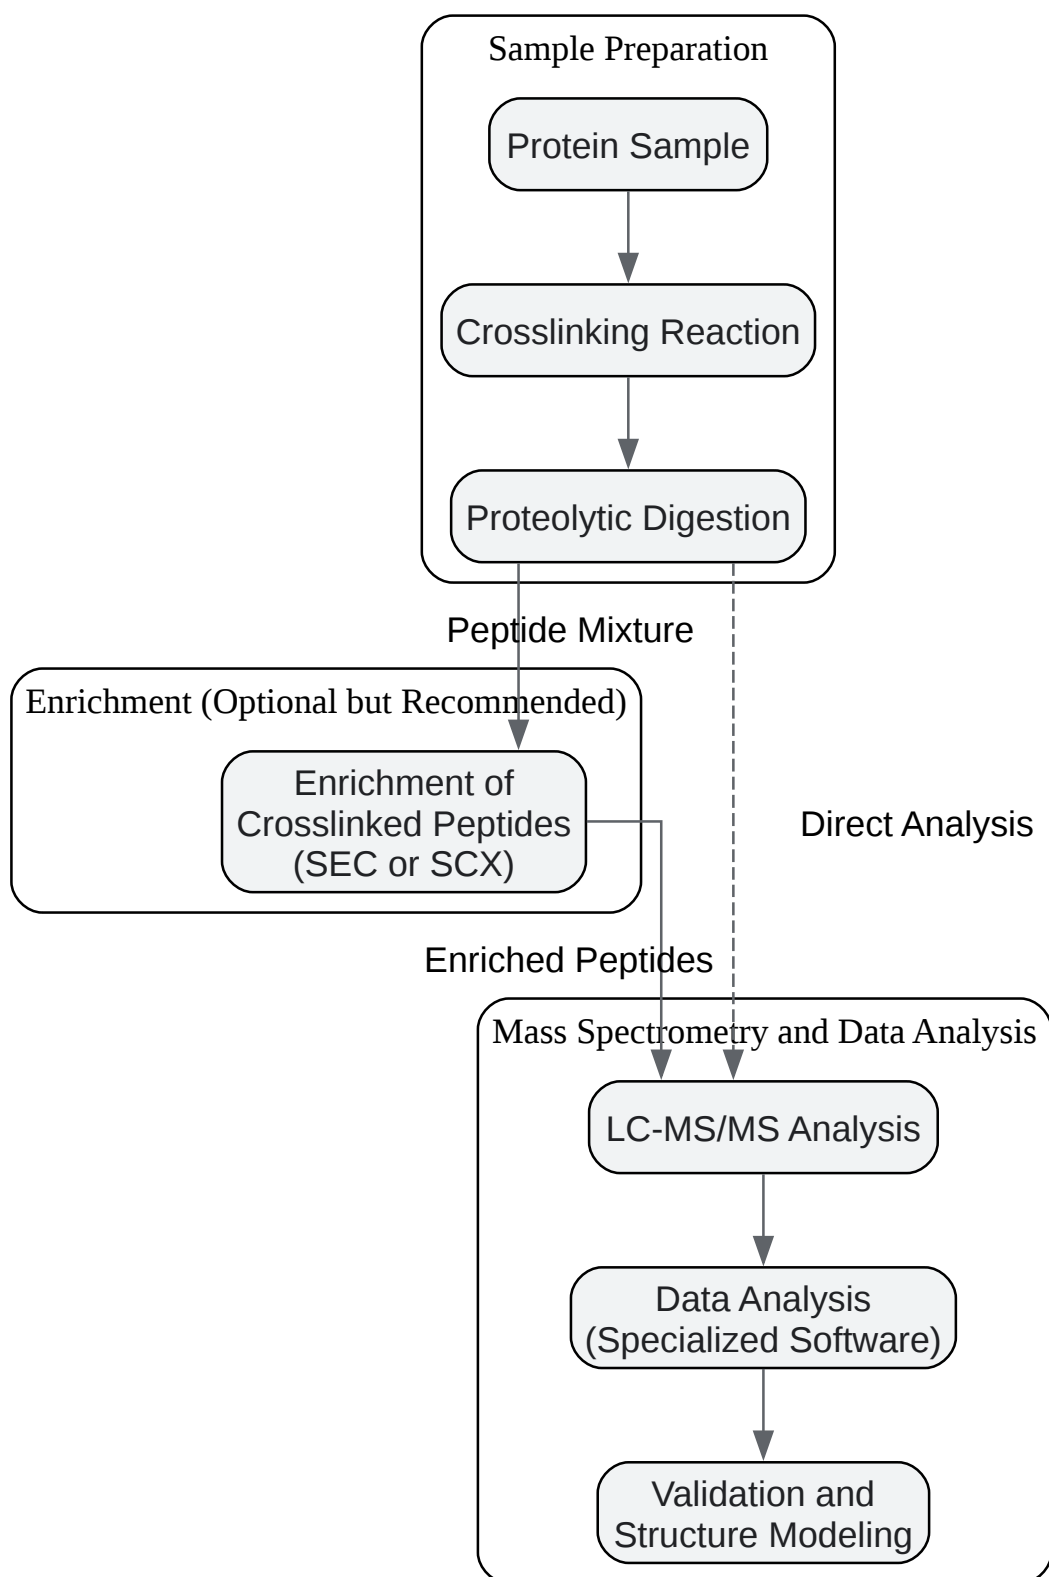 Sample Preparation
Protein Sample
Crosslinking Reaction
Proteolytic Digestion
Peptide Mixture
Enrichment (Optional but Recommended)
Enrichment of
Crosslinked Peptides
(SEC or SCX)
Direct Analysis
Enriched Peptides
Mass Spectrometry and Data Analysis
LC-MS/MS Analysis
Data Analysis
(Specialized Software)
Validation and
Structure Modeling